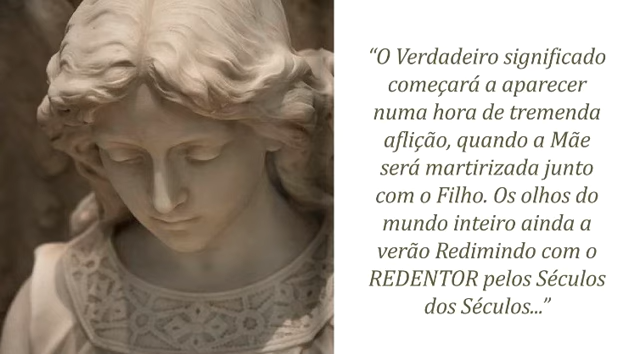 “O Verdadeiro significado
começará a aparecer
numa hora de tremenda
aflição, quando a Mãe
será martirizada junto
com o Filho. Os olhos do
mundo inteiro ainda a
verão Redimindo com o
REDENTOR pelos Séculos
dos Séculos...”